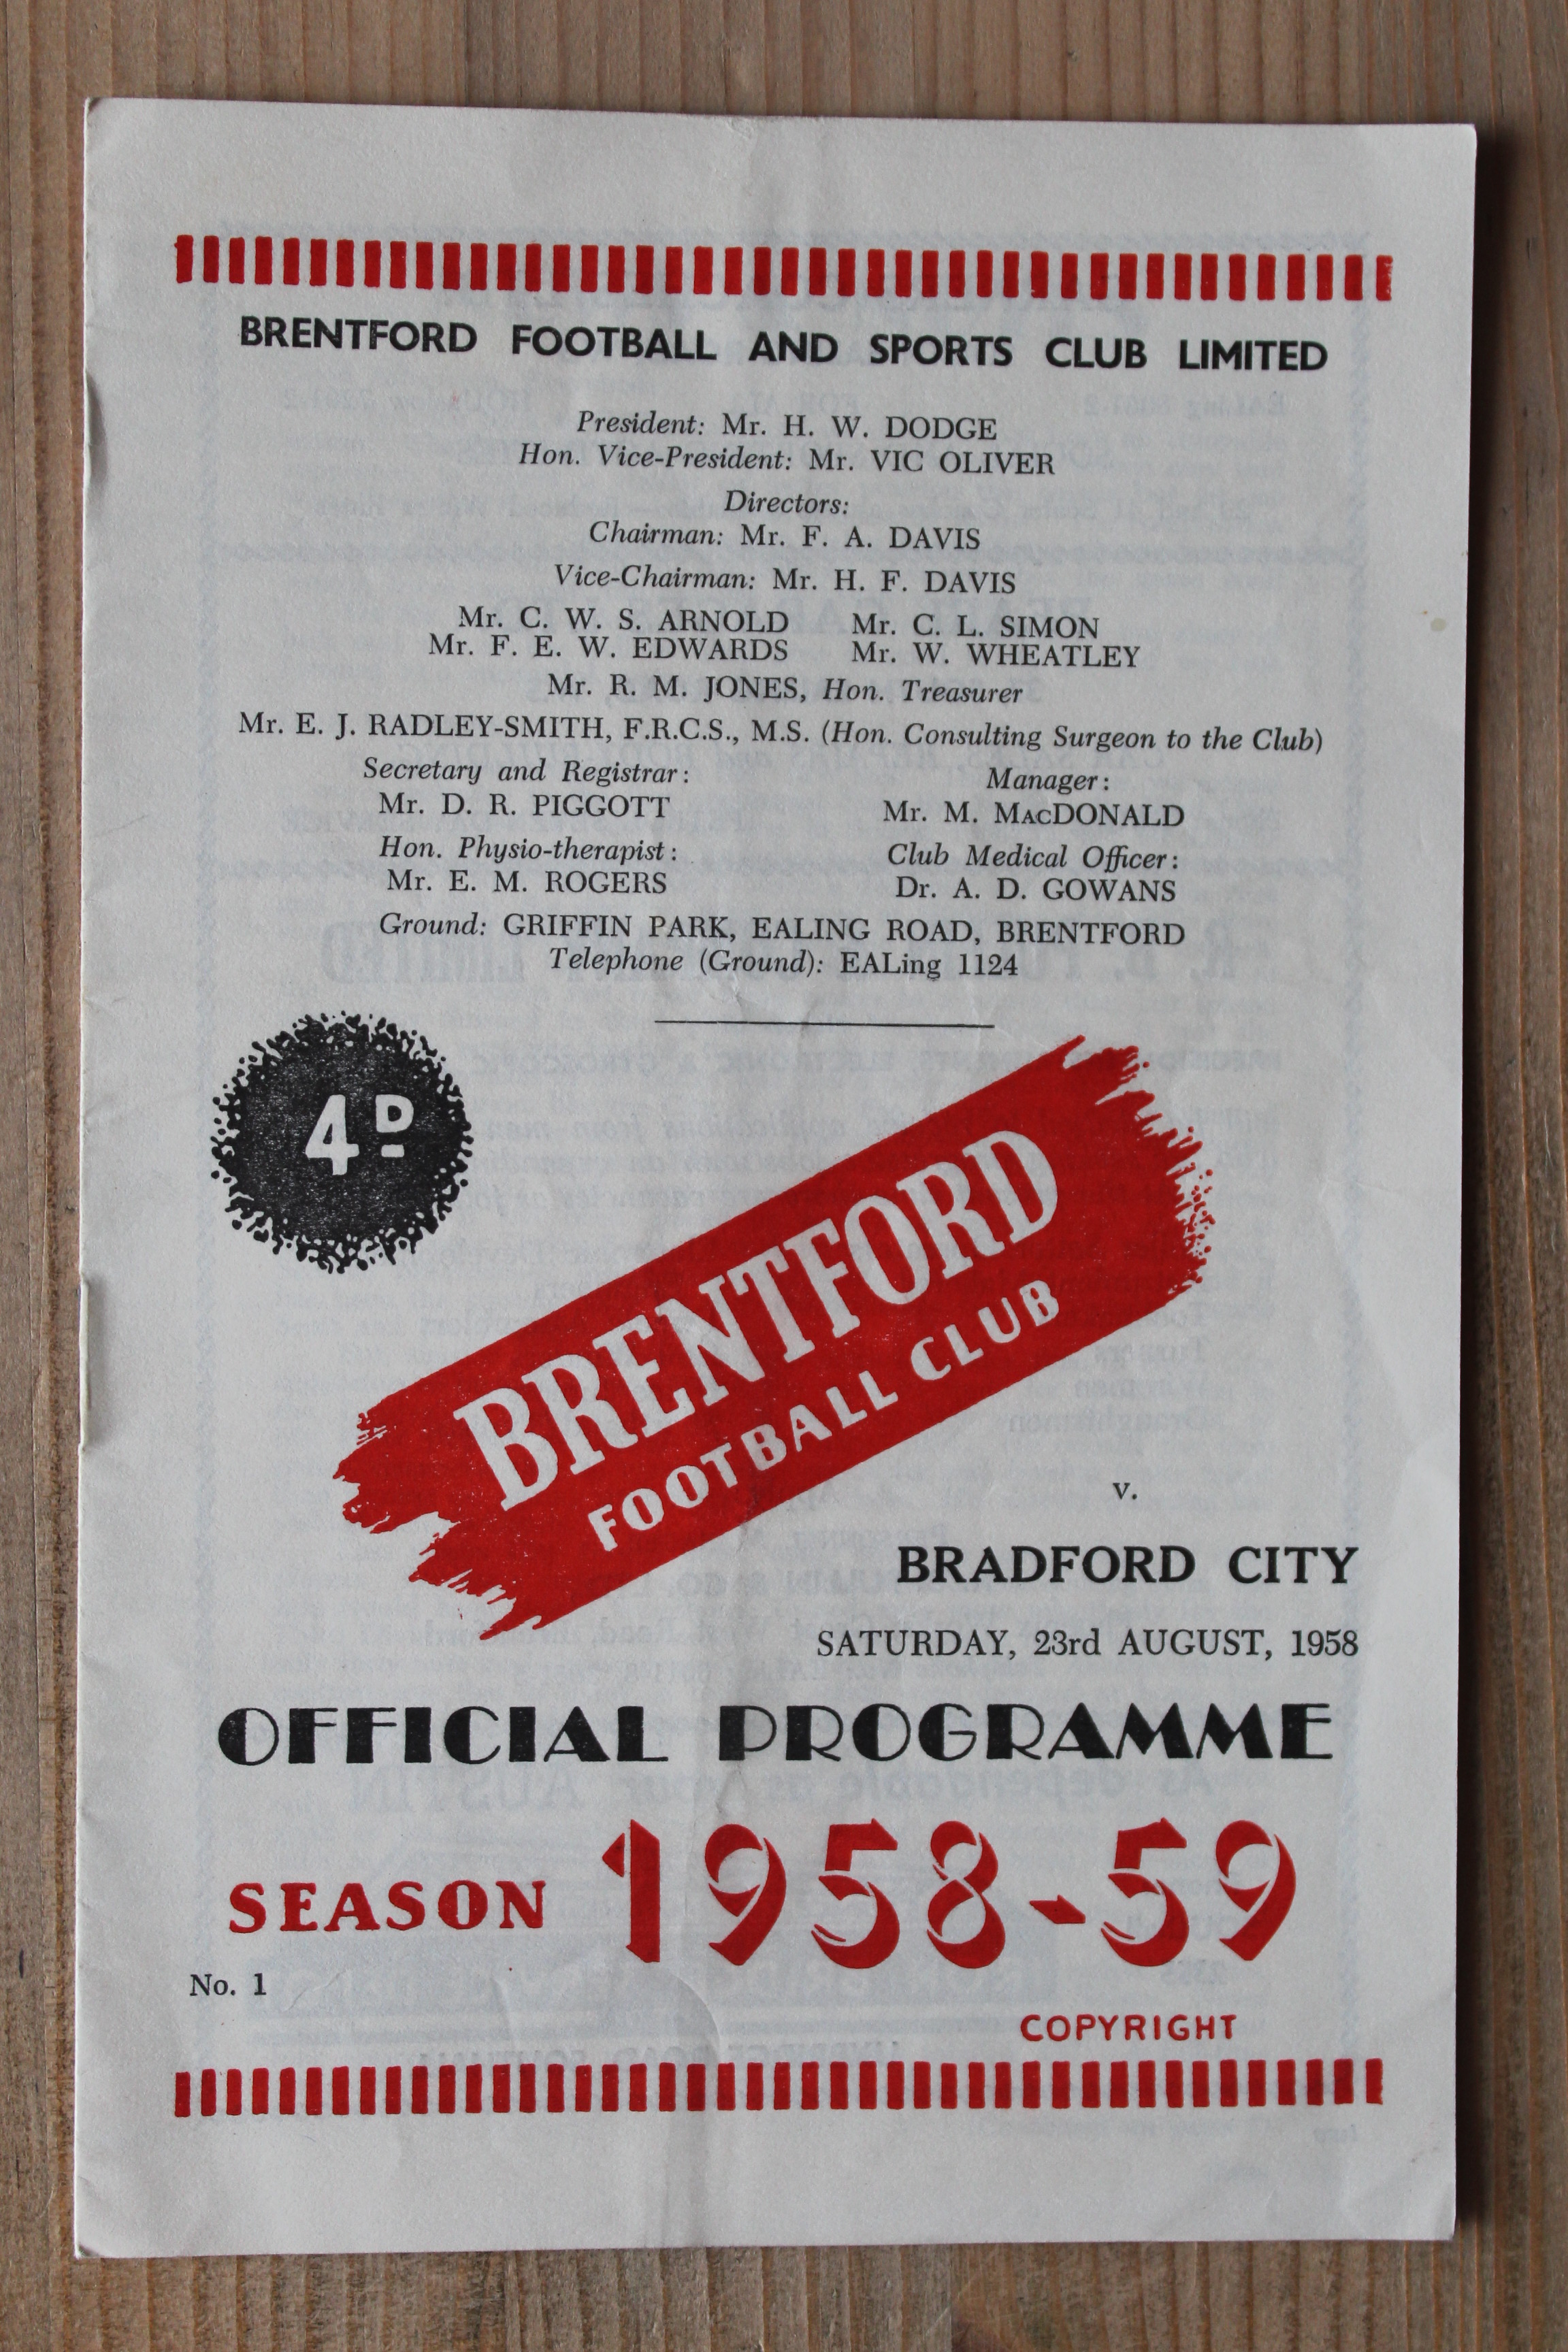 BRENTFORD FOOTBALL AND SPORTS CLUB LIMITED
President: Mr. H. W. DODGE
Hon. Vice-President: Mr. VIC OLIVER
Directors:
Chairman: Mr. F. A. DAVIS
Vice-Chairman: Mr. H. F. DAVIS
Mr. C. W. S. ARNOLD Mr. C. L. SIMON
Mr. F. E. W. EDWARDS Mr. W. WHEATLEY
Mr. R. M. JONES, Hon. Treasurer
Mr. E. J. RADLEY-SMITH, F.R.C.S., M.S. (Hon. Consulting Surgeon to the Club)
Secretary and Registrar: Manager:
Mr. D. R. PIGGOTT Mr. M. MACDONALD
Hon. Physio-therapist: Club Medical Officer:
Mr. E. M. ROGERS Dr. A. D. GOWANS
Ground: GRIFFIN PARK, EALING ROAD, BRENTFORD
Telephone (Ground): EALing 1124
4D
BRENTFORD
FOOTBALL CLUB
v.
BRADFORD CITY
SATURDAY, 23rd AUGUST, 1958
OFFICIAL PROGRAMME
SEASON 1958-59
No. 1
COPYRIGHT